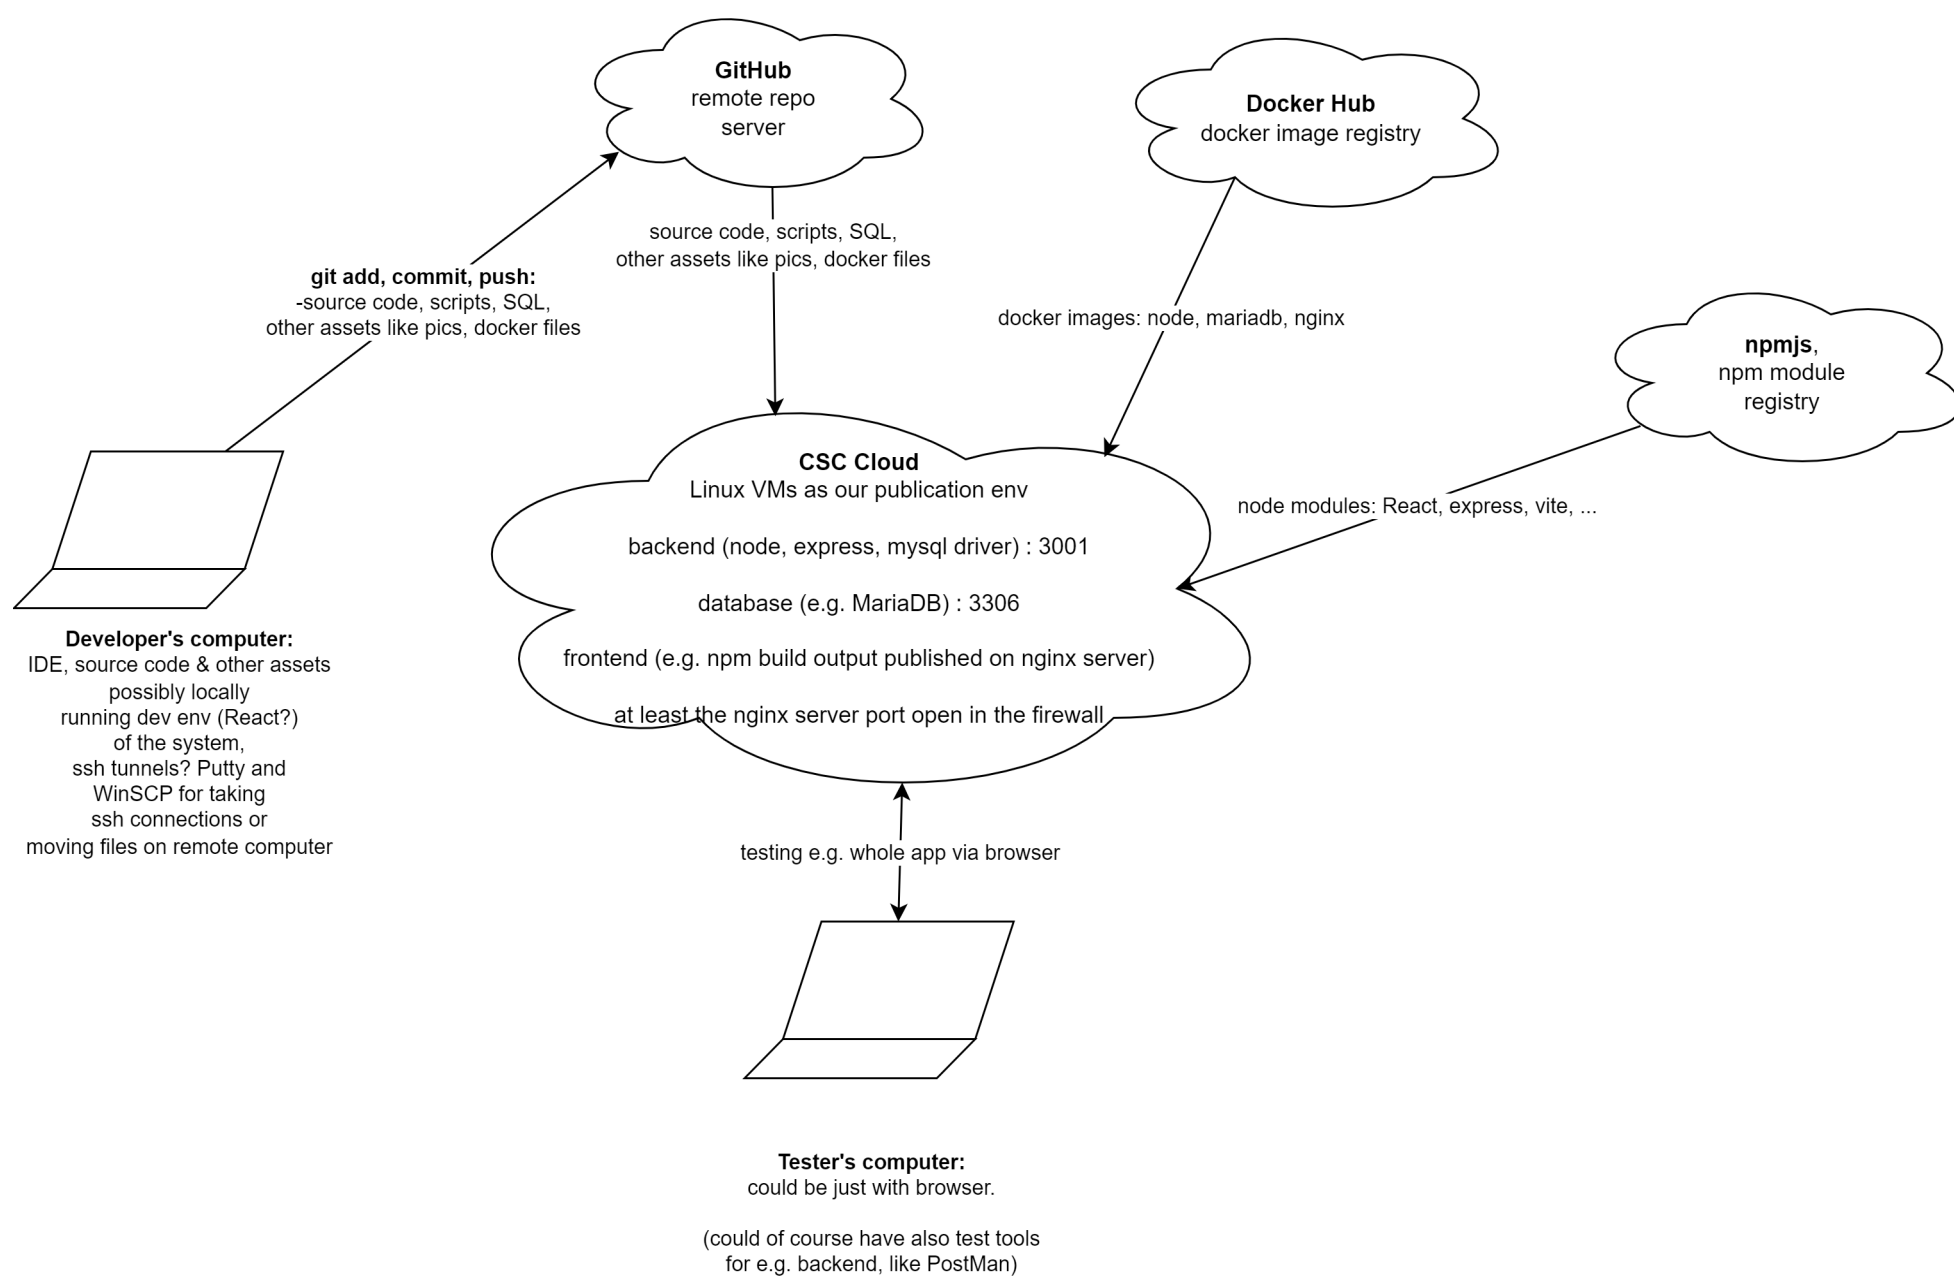 GitHub
remote repo
server
Docker Hub
docker image registry
source code, scripts, SQL,
other assets like pics, docker files
git add, commit, push:
-source code, scripts, SQL,
other assets like pics, docker files
docker images: node, mariadb, nginx
npmjs,
npm module
registry
CSC Cloud
Linux VMs as our publication env
backend (node, express, mysql driver) : 3001
database (e.g. MariaDB) : 3306
frontend (e.g. npm build output published on nginx server)
at least the nginx server port open in the firewall
node modules: React, express, vite, ...
Developer's computer:
IDE, source code & other assets
possibly locally
running dev env (React?)
of the system,
ssh tunnels? Putty and
WinSCP for taking
ssh connections or
moving files on remote computer
testing e.g. whole app via browser
Tester's computer:
could be just with browser.
(could of course have also test tools
for e.g. backend, like PostMan)